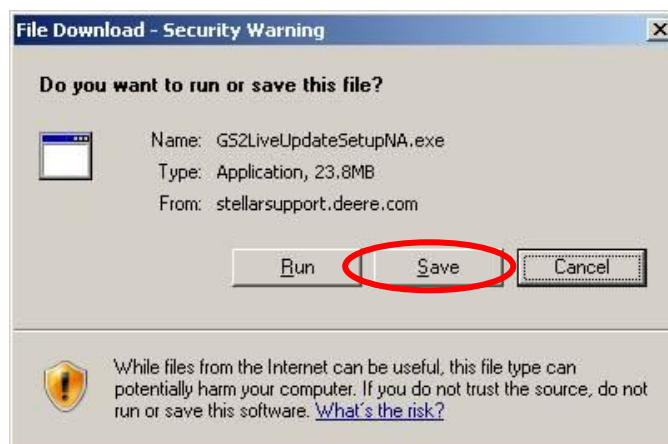 File Download - Security Warning
Do you want to run or save this file?
Name: GS2LiveUpdateSetupNA.exe
Type: Application, 23.8MB
From: stellarsupport.deere.com
Run Save Cancel
While files from the Internet can be useful, this file type can
potentially harm your computer. If you do not trust the source, do not
run or save this software. What's the risk?